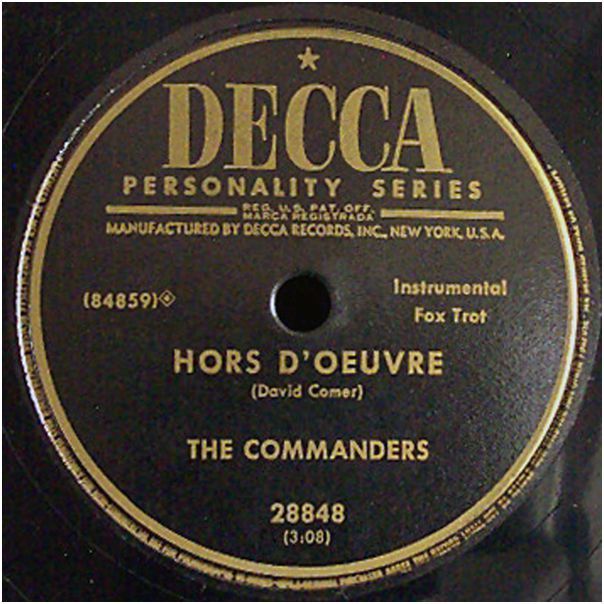 DECCA
PERSONALITY SERIES
REG. U.S. PAT. OFF.
MARCA REGISTRADA
MANUFACTURED BY DECCA RECORDS, INC., NEW YORK, U.S.A.
(84859)
Instrumental
Fox Trot
HORS D'OEUVRE
(David Comer)
THE COMMANDERS
28848
(3:08)